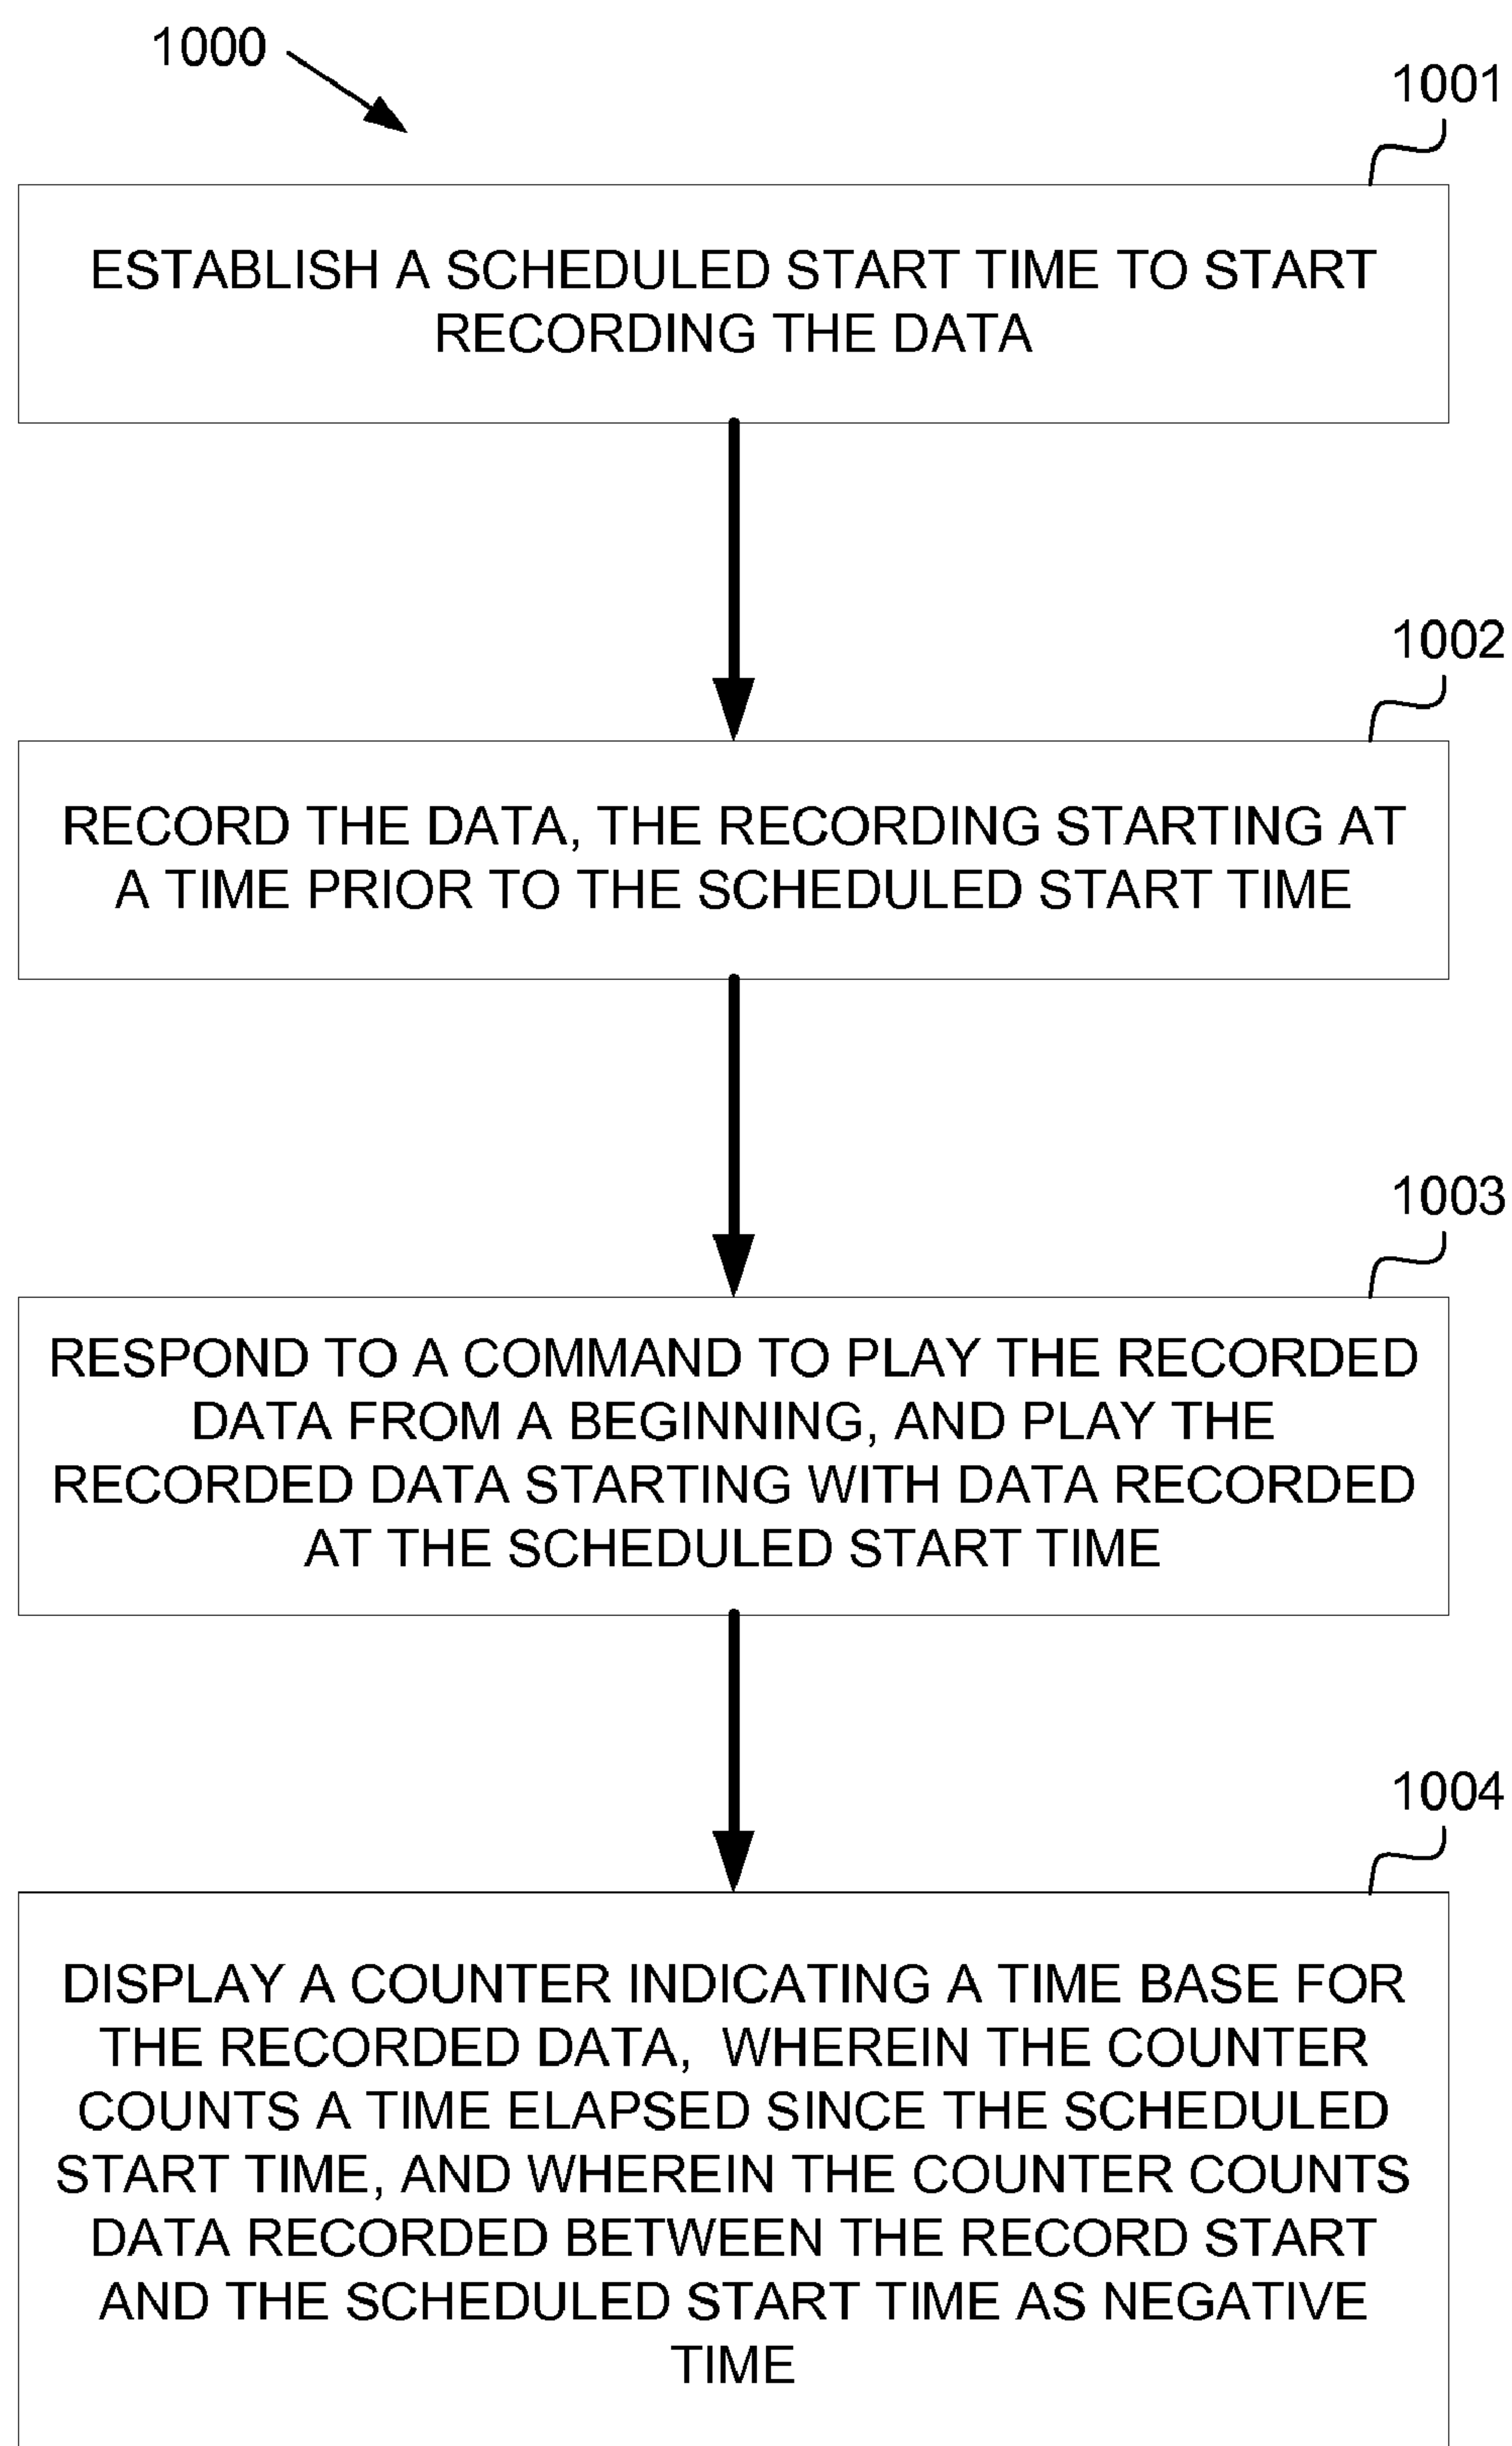 1000
1001
ESTABLISH A SCHEDULED START TIME TO START
RECORDING THE DATA
1002
RECORD THE DATA, THE RECORDING STARTING AT
A TIME PRIOR TO THE SCHEDULED START TIME
1003
RESPOND TO A COMMAND TO PLAY THE RECORDED
DATA FROM A BEGINNING, AND PLAY THE
RECORDED DATA STARTING WITH DATA RECORDED
AT THE SCHEDULED START TIME
1004
DISPLAY A COUNTER INDICATING A TIME BASE FOR
THE RECORDED DATA, WHEREIN THE COUNTER
COUNTS A TIME ELAPSED SINCE THE SCHEDULED
START TIME, AND WHEREIN THE COUNTER COUNTS
DATA RECORDED BETWEEN THE RECORD START
AND THE SCHEDULED START TIME AS NEGATIVE
TIME